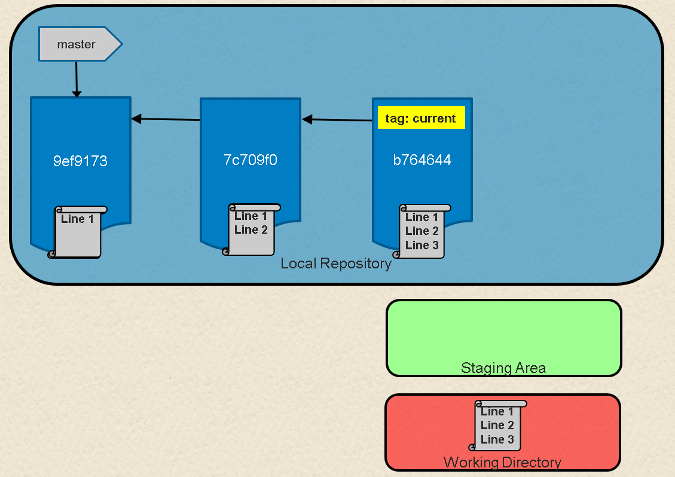 master
tag: current
9ef9173
7c709f0
b764644
Line 1
Line 1
Line 2
Line 1
Line 2
Line 3
Local Repository
Staging Area
Line 1
Line 2
Line 3
Working Directory